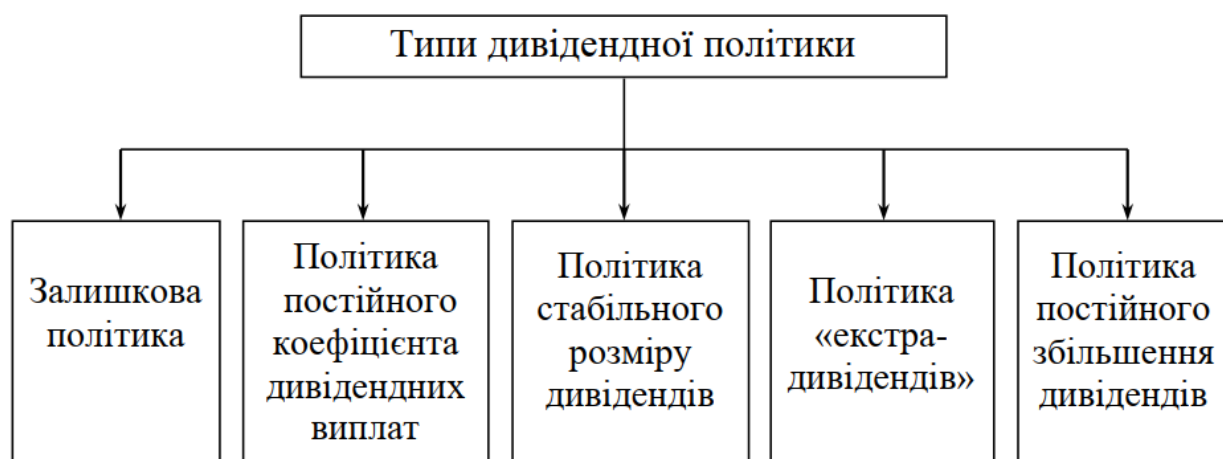 Типи дивідендної політики
Залишкова
політика
Політика
постійного
коефіцієнта
дивідендних
виплат
Політика
стабільного
розміру
дивідендів
Політика
«екстра-
дивідендів»
Політика
постійного
збільшення
дивідендів